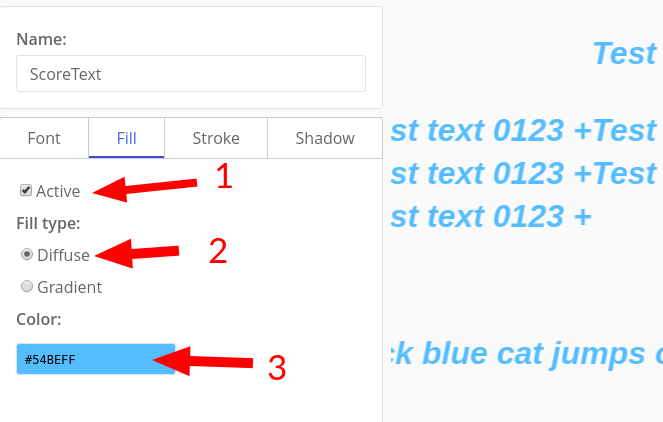 Name:
ScoreText
Font Fill Stroke Shadow
Active
1
Fill type:
Diffuse
2
Gradient
Color:
#54BEFF
3
Test
st text 0123 +Test
st text 0123 +Test
st text 0123 +
ck blue cat jumps o